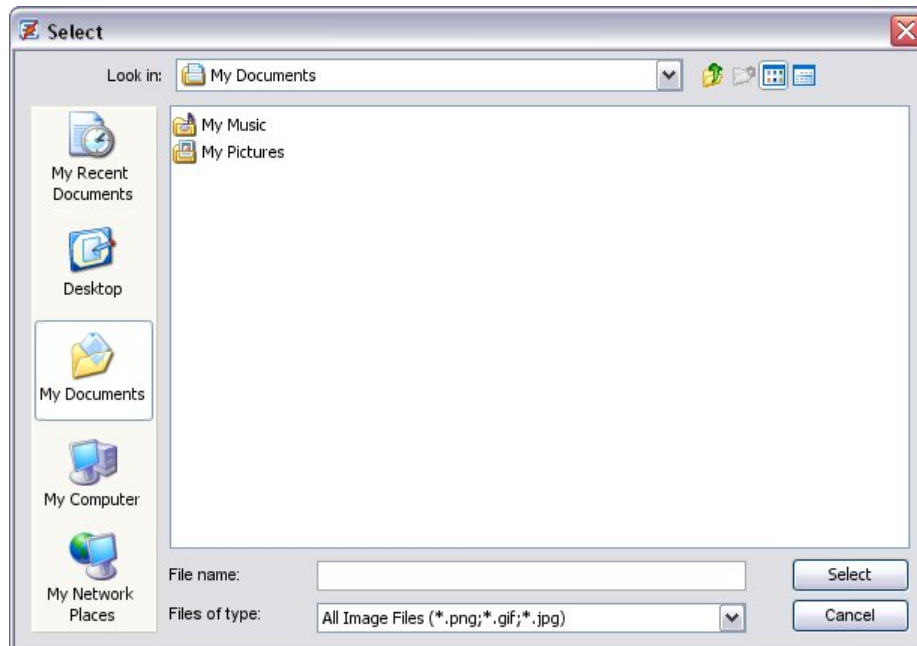 Select
Look in:
My Documents
My Recent
Documents
Desktop
My Documents
My Computer
My Network
Places
My Music
My Pictures
File name:
Select
Files of type:
All Image Files (*.png;*.gif;*.jpg)
Cancel